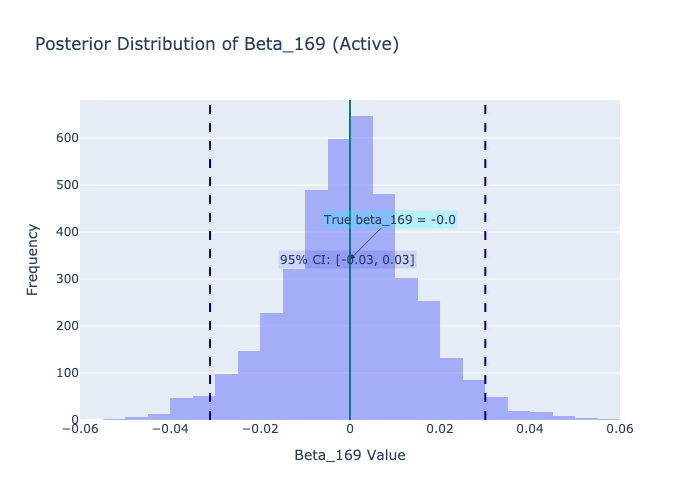 Posterior Distribution of Beta_169 (Active)
Frequency
600
500
400
300
200
100
0
True beta_169 = -0.0
95% CI: [-0.03, 0.03]
−0.06
−0.04
−0.02
0
0.02
0.04
0.06
Beta_169 Value